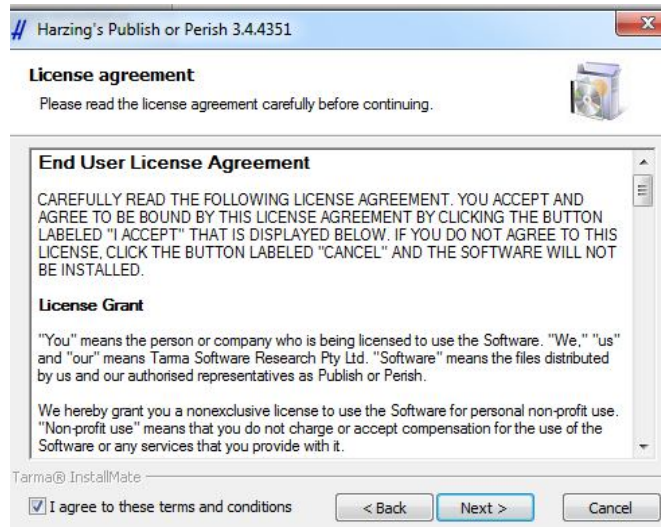 Harzing's Publish or Perish 3.4.4351
License agreement
Please read the license agreement carefully before continuing.
End User License Agreement
CAREFULLY READ THE FOLLOWING LICENSE AGREEMENT. YOU ACCEPT AND
AGREE TO BE BOUND BY THIS LICENSE AGREEMENT BY CLICKING THE BUTTON
LABELED "I ACCEPT" THAT IS DISPLAYED BELOW. IF YOU DO NOT AGREE TO THIS
LICENSE, CLICK THE BUTTON LABELED "CANCEL" AND THE SOFTWARE WILL NOT
BE INSTALLED.
License Grant
"You" means the person or company who is being licensed to use the Software. "We," "us"
and "our" means Tarma Software Research Pty Ltd. "Software" means the files distributed
by us and our authorised representatives as Publish or Perish.
We hereby grant you a nonexclusive license to use the Software for personal non-profit use.
"Non-profit use" means that you do not charge or accept compensation for the use of the
Software or any services that you provide with it.
Tarma® InstallMate
I agree to these terms and conditions
< Back
Next >
Cancel